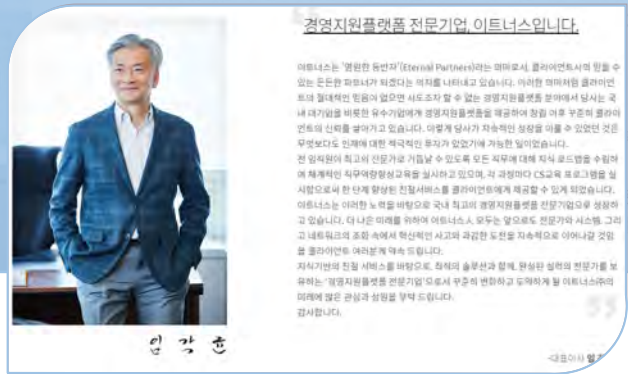 경영지원플랫폼 전문기업, 이트너스입니다.
이트너스는 '영원한 동반자'(Eternal Partners)라는 의미로서, 클라이언트사의 믿을 수
있는 든든한 파트너가 되겠다는 의지를 나타내고 있습니다. 이러한 의미처럼 클라이언
트의 절대적인 믿음이 없으면 시도조차 할 수 없는 경영지원플랫폼 분야에서 당사는 국
내 대기업을 비롯한 우수기업에게 경영지원플랫폼을 제공하여 창립 이후 꾸준히 클라이
언트의 신뢰를 쌓아가고 있습니다. 이렇게 당사가 지속적인 성장을 이룰 수 있었던 것은
무엇보다도 인재에 대한 적극적인 투자가 있었기에 가능한 일이었습니다.
전 임직원이 최고의 전문가로 거듭날 수 있도록 모든 직무에 대해 지식 로드맵을 수립하
여 체계적인 직무역량향상교육을 실시하고 있으며, 각 과정마다 CS교육 프로그램을 실
시함으로써 한 단계 향상된 친절서비스를 클라이언트에게 제공할 수 있게 되었습니다.
이트너스는 이러한 노력을 바탕으로 국내 최고의 경영지원플랫폼 전문기업으로 성장하
고 있습니다. 더 나은 미래를 위하여 이트너스人 모두는 앞으로도 전문가와 시스템, 그리
고 네트워크의 조화 속에서 혁신적인 사고와 과감한 도전을 지속적으로 이어나갈 것임
을 클라이언트 여러분께 약속 드립니다.
지식기반의 친절 서비스를 바탕으로, 최적의 솔루션과 함께, 완성된 실력의 전문가를 보
유하는 '경영지원플랫폼 전문기업'으로서 꾸준히 변화하고 도약하게 될 이트너스㈜의
미래에 많은 관심과 성원을 부탁 드립니다.
감사합니다.
임각균
-대표이사 임